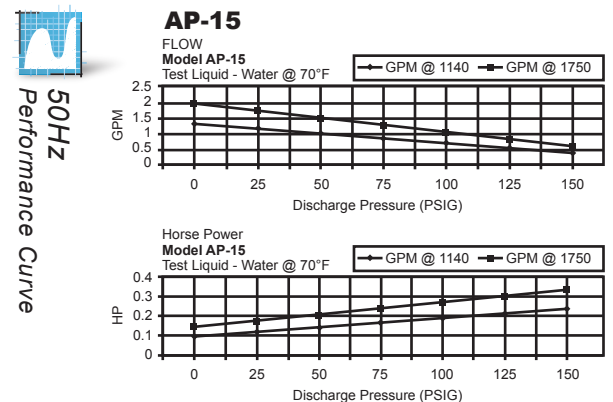 50Hz
Performance Curve
AP-15
FLOW
Model AP-15
Test Liquid - Water @ 70°F
GPM @ 1140 GPM @ 1750
GPM
2.5
2
1.5
1
0.5
0
0 25 50 75 100 125 150
Discharge Pressure (PSIG)
Horse Power
Model AP-15
Test Liquid - Water @ 70°F
GPM @ 1140 GPM @ 1750
HP
0.4
0.3
0.2
0.1
0
0 25 50 75 100 125 150
Discharge Pressure (PSIG)